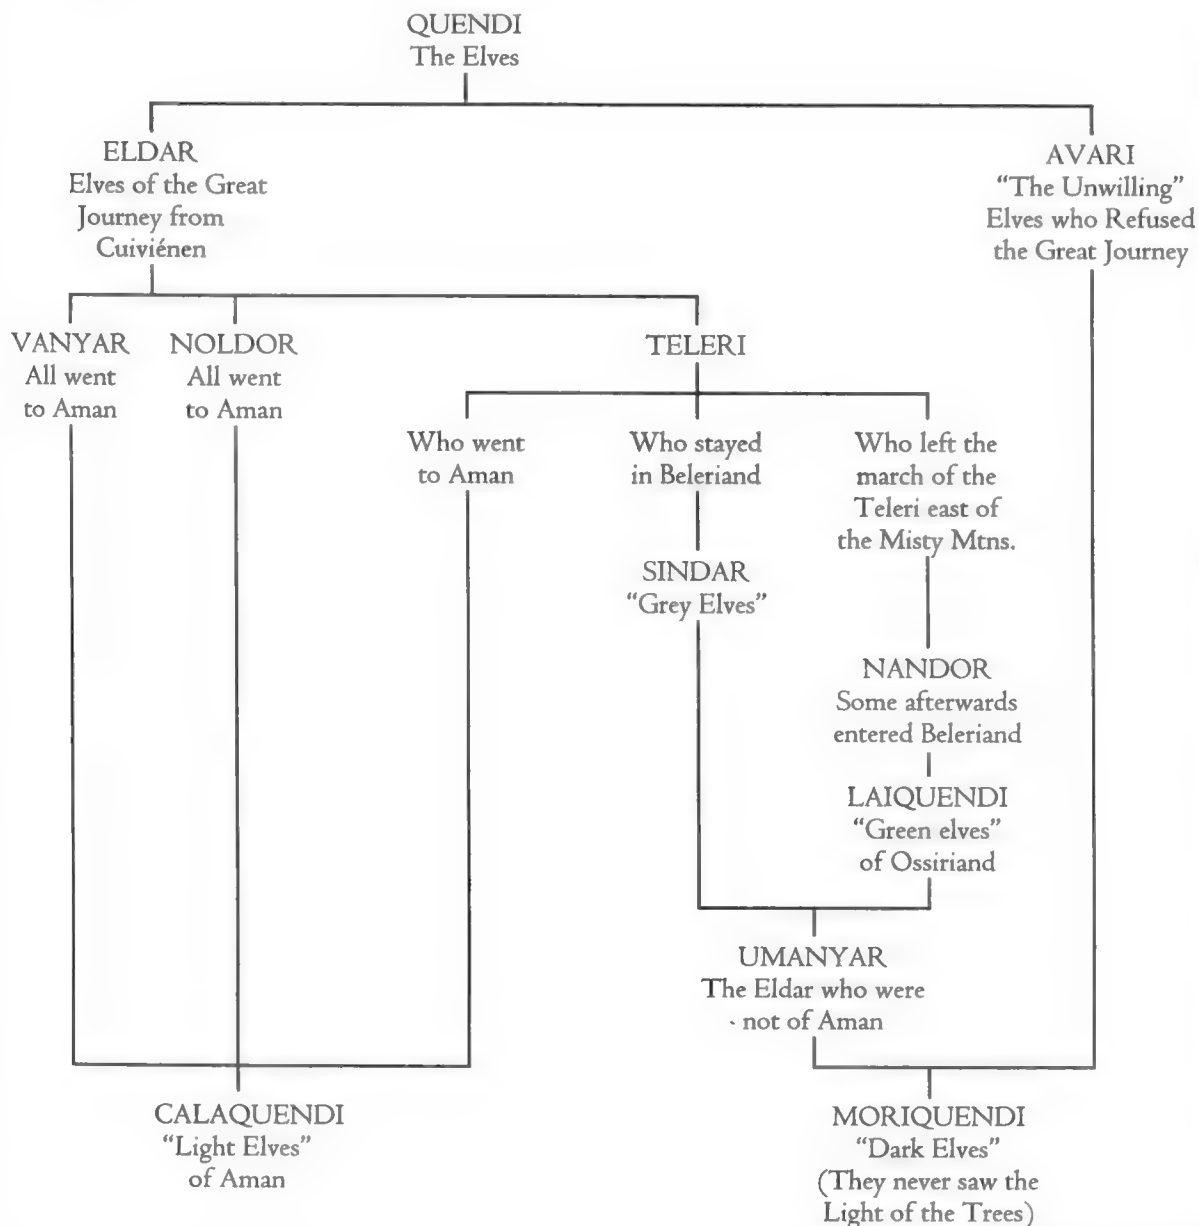 QUENDI
The Elves
ELDAR
Elves of the Great
Journey from
Cuiviénen
AVARI
“The Unwilling”
Elves who Refused
the Great Journey
VANYAR
All went
to Aman
NOLDOR
All went
to Aman
TELERI
Who went
to Aman
Who stayed
in Beleriand
Who left the
march of the
Teleri east of
the Misty Mtns.
SINDAR
“Grey Elves”
NANDOR
Some afterwards
entered Beleriand
LAIQUENDI
“Green elves”
of Ossiriand
UMANYAR
The Eldar who were
not of Aman
CALAQUENDI
“Light Elves”
of Aman
MORIQUENDI
“Dark Elves”
(They never saw the
Light of the Trees)